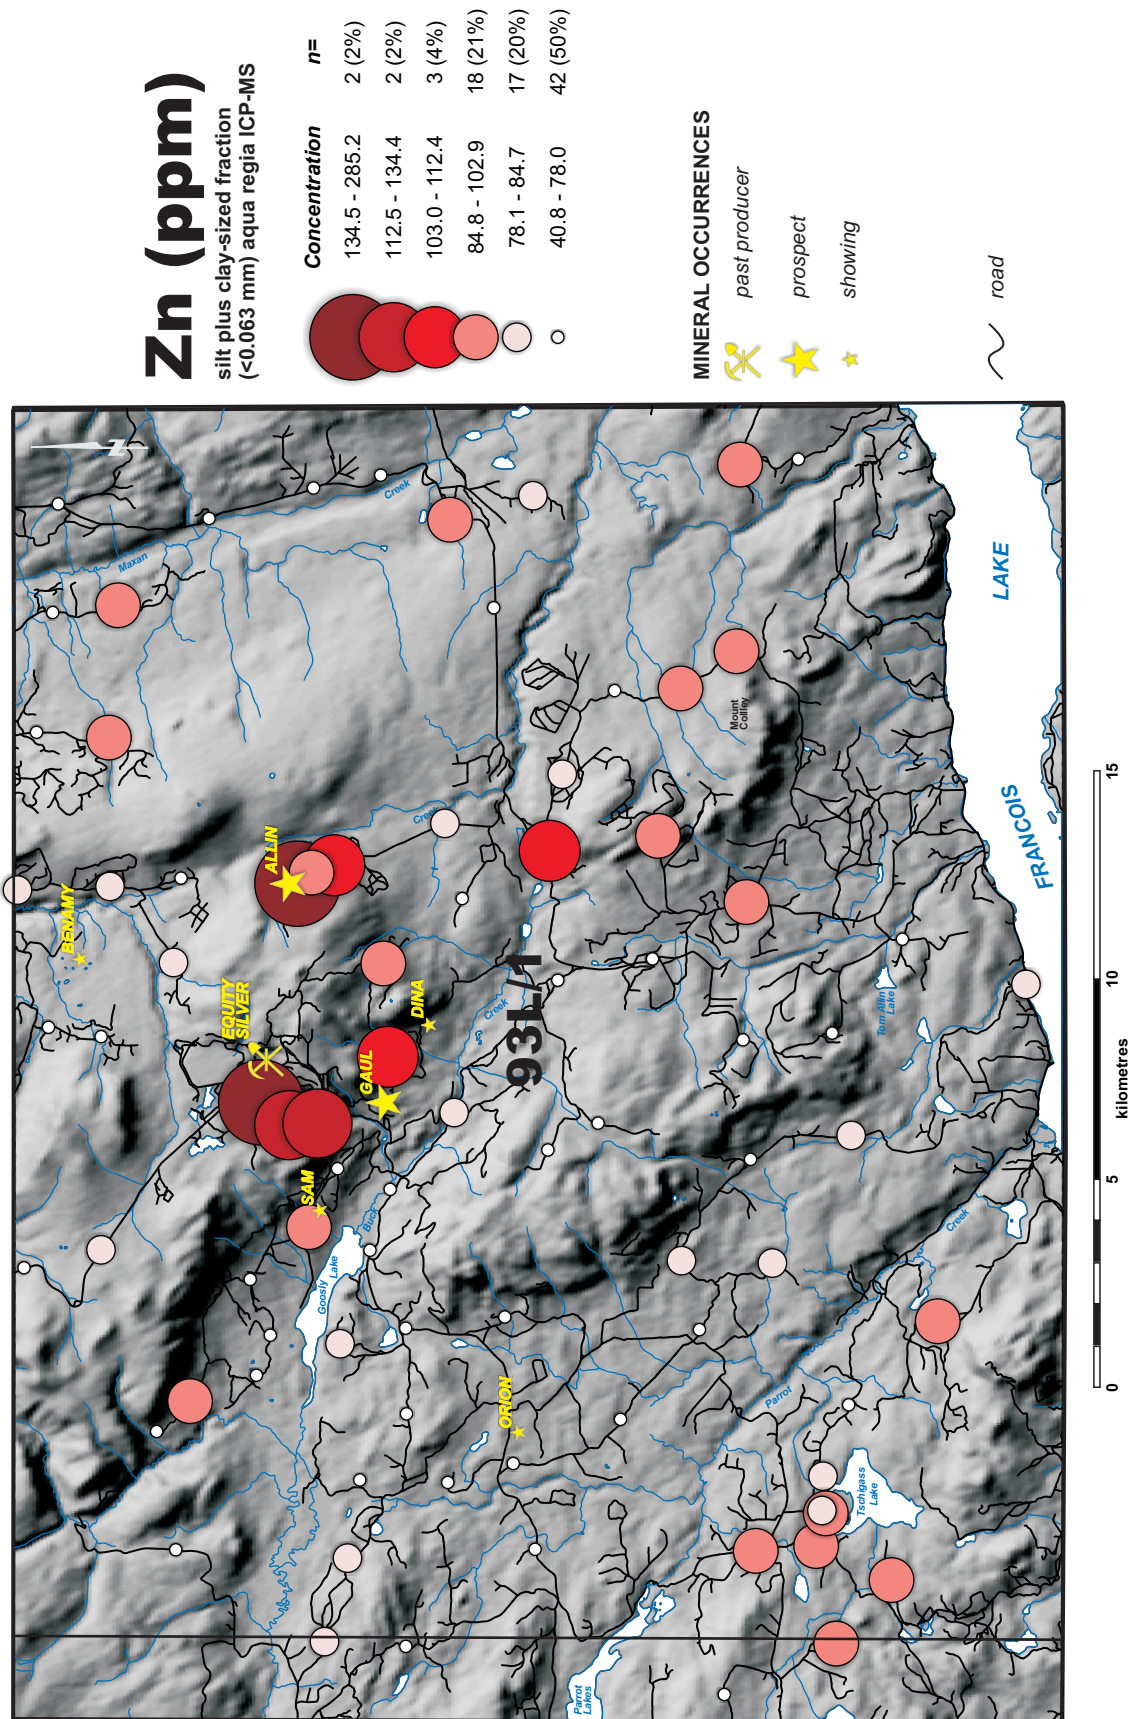 Zn (ppm)
silt plus clay-sized fraction
(<0.063 mm) aqua regia ICP-MS
Concentration n=
134.5 - 285.2 2 (2%)
112.5 - 134.4 2 (2%)
103.0 - 112.4 3 (4%)
84.8 - 102.9 18 (21%)
78.1 - 84.7 17 (20%)
40.8 - 78.0 42 (50%)
MINERAL OCCURRENCES
past producer
prospect
showing
road
N
Maxan
Creek
BENAMY
ALLIN
EQUITY
SILVER
Creek
DINA
GAUL
SAM
Creek
Buck
Goosly
Lake
ORION
93L/1
Mount
Colley
Tom Allin
Lake
LAKE
FRANCOIS
Creek
Parrot
Tschigass
Lake
Parrot
Lakes
0 5 10 15
kilometres